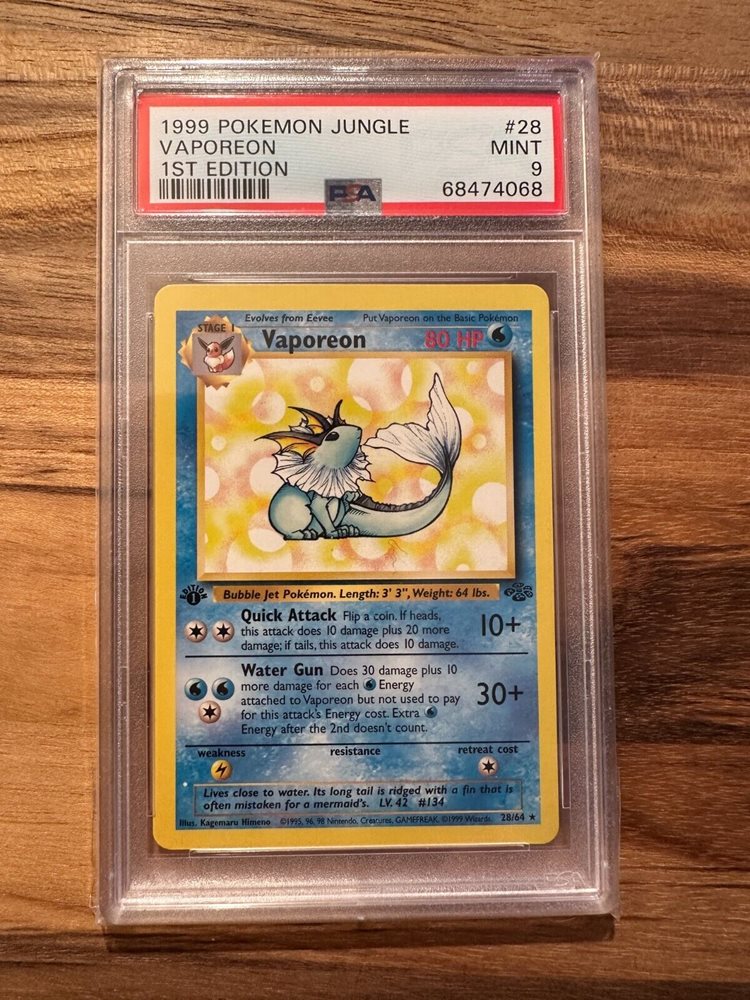 1999 POKEMON JUNGLE #28
VAPOREON MINT
1ST EDITION 9
PSA 68474068
Evolves from Eevee Put Vaporeon on the Basic Pokémon
STAGE 1
Vaporeon 80 HP
Bubble Jet Pokémon. Length: 3' 3", Weight: 64 lbs.
EDITION 1
Quick Attack Flip a coin. If heads,
this attack does 10 damage plus 20 more
damage; if tails, this attack does 10 damage.
10+
Water Gun Does 30 damage plus 10
more damage for each Energy
attached to Vaporeon but not used to pay
for this attack's Energy cost. Extra
Energy after the 2nd doesn't count.
30+
weakness resistance retreat cost
Lives close to water. Its long tail is ridged with a fin that is
often mistaken for a mermaid's. LV. 42 #134
Illus. Kagemaru Himeno ©1995, 96, 98 Nintendo, Creatures, GAMEFREAK. ©1999 Wizards. 28/64 ★